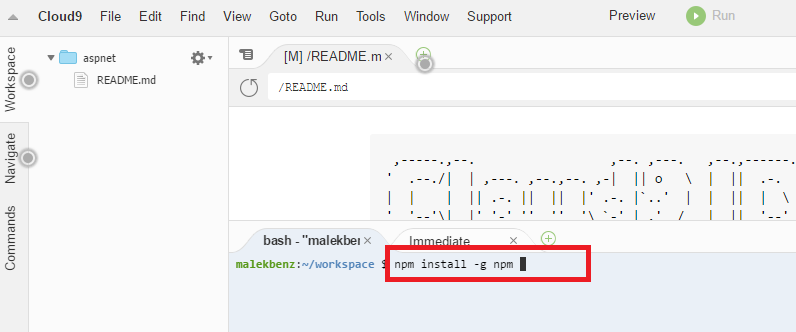 Cloud9 File Edit Find View Goto Run Tools Window Support Preview Run
Workspace
Navigate
Commands
aspnet
README.md
[M] /README.m
/README.md
bash - "malekben
Immediate
malekbenz:~/workspace $ npm install -g npm